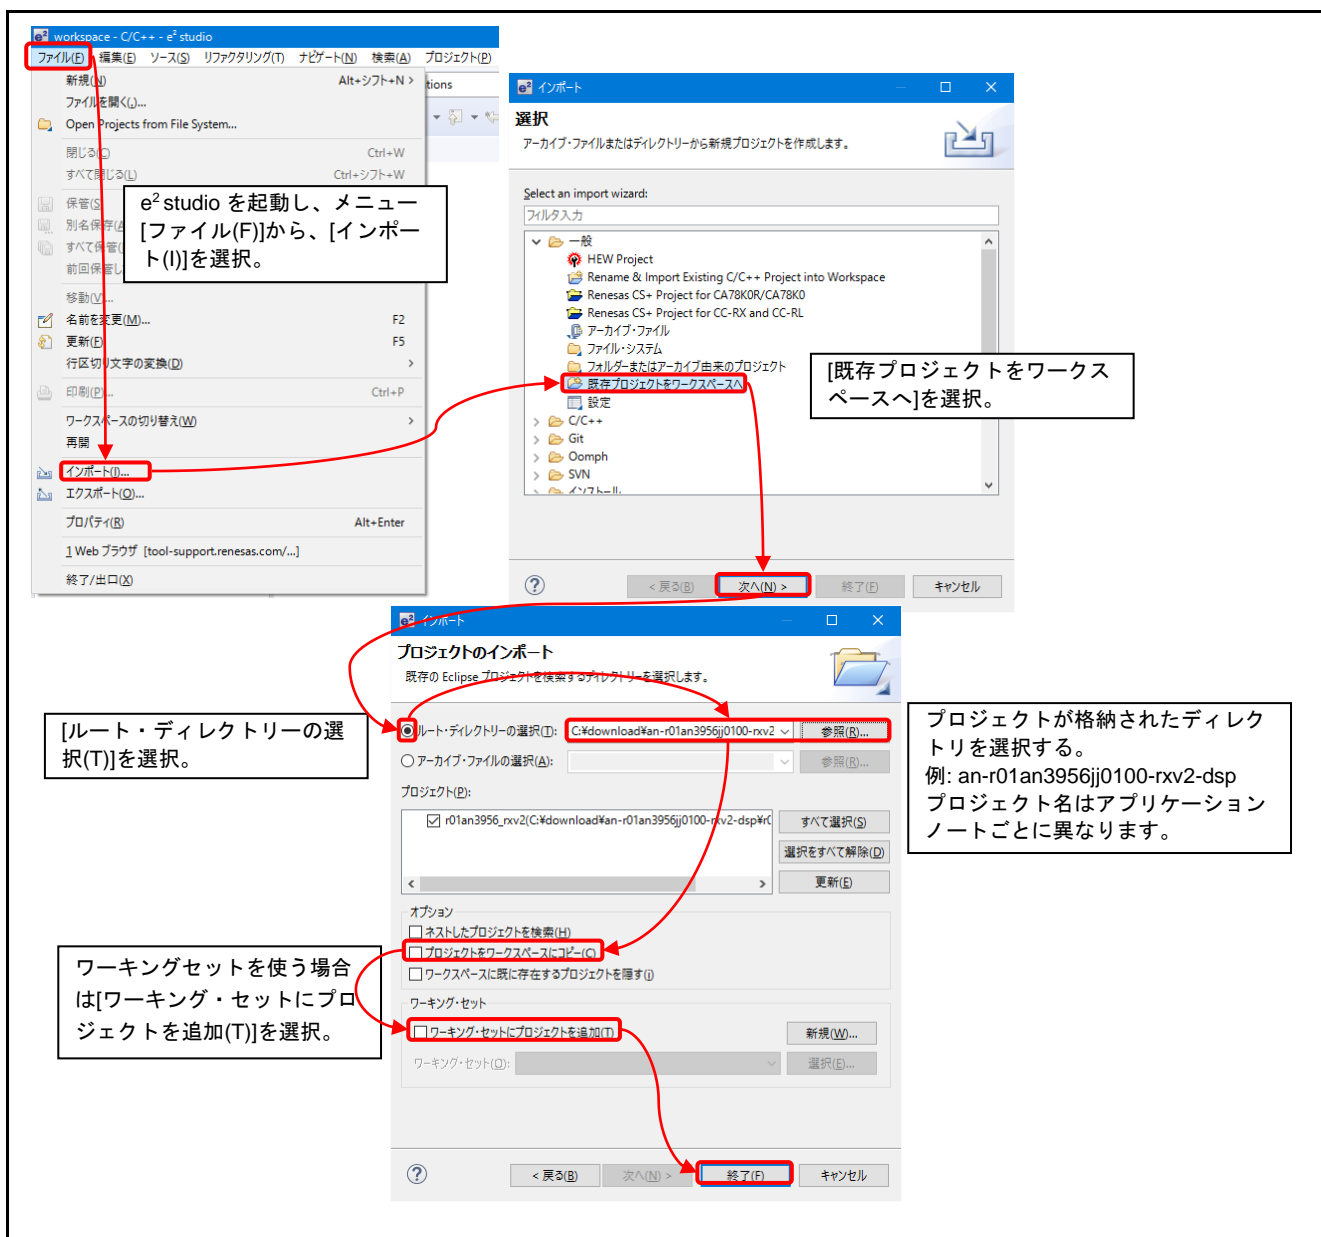 workspace - C/C++ - e² studio
ファイル(F) 編集(E) ソース(S) リファクタリング(T) ナビゲート(N) 検索(A) プロジェクト(P)
新規(N) Alt+シフト+N >
ファイルを開く(.)...
Open Projects from File System...
閉じる(C) Ctrl+W
すべて閉じる(L) Ctrl+シフト+W
保管(S)
別名保存(A
すべて保管(
前回保管し
移動(V)...
名前を変更(M)... F2
更新(F) F5
行区切り文字の変換(D) >
印刷(P)... Ctrl+P
ワークスペースの切り替え(W) >
再開
インポート(I)...
エクスポート(O)...
プロパティ(R) Alt+Enter
1 Web ブラウザ [tool-support.renesas.com/...]
終了/出口(X)
tions
e² studio を起動し、メニュー
[ファイル(F)]から、[インポー
ト(I)]を選択。
インポート
選択
アーカイブ・ファイルまたはディレクトリーから新規プロジェクトを作成します。
Select an import wizard:
フィルタ入力
一般
HEW Project
Rename & Import Existing C/C++ Project into Workspace
Renesas CS+ Project for CA78K0R/CA78K0
Renesas CS+ Project for CC-RX and CC-RL
アーカイブ・ファイル
ファイル・システム
フォルダーまたはアーカイブ由来のプロジェクト
既存プロジェクトをワークスペースへ
設定
C/C++
Git
Oomph
SVN
インストール
[既存プロジェクトをワークス
ペースへ]を選択。
< 戻る(B) 次へ(N) > 終了(F) キャンセル
インポート
プロジェクトのインポート
既存の Eclipse プロジェクトを検索するディレクトリーを選択します。
ルート・ディレクトリーの選択(T): C:¥download¥an-r01an3956jj0100-rxv2 参照(R)...
アーカイブ・ファイルの選択(A): 参照(R)...
プロジェクト(P):
r01an3956_rxv2(C:¥download¥an-r01an3956jj0100-rxv2-dsp¥r0 すべて選択(S)
選択をすべて解除(D)
更新(E)
オプション
ネストしたプロジェクトを検索(H)
プロジェクトをワークスペースにコピー(C)
ワークスペースに既に存在するプロジェクトを隠す(i)
ワーキング・セット
ワーキング・セットにプロジェクトを追加(T) 新規(W)...
ワーキング・セット(O): 選択(E)...
< 戻る(B) 次へ(N) > 終了(F) キャンセル
[ルート・ディレクトリーの選
択(T)]を選択。
プロジェクトが格納されたディレク
トリを選択する。
例: an-r01an3956jj0100-rxv2-dsp
プロジェクト名はアプリケーション
ノートごとに異なります。
ワーキングセットを使う場合
は[ワーキング・セットにプロ
ジェクトを追加(T)]を選択。